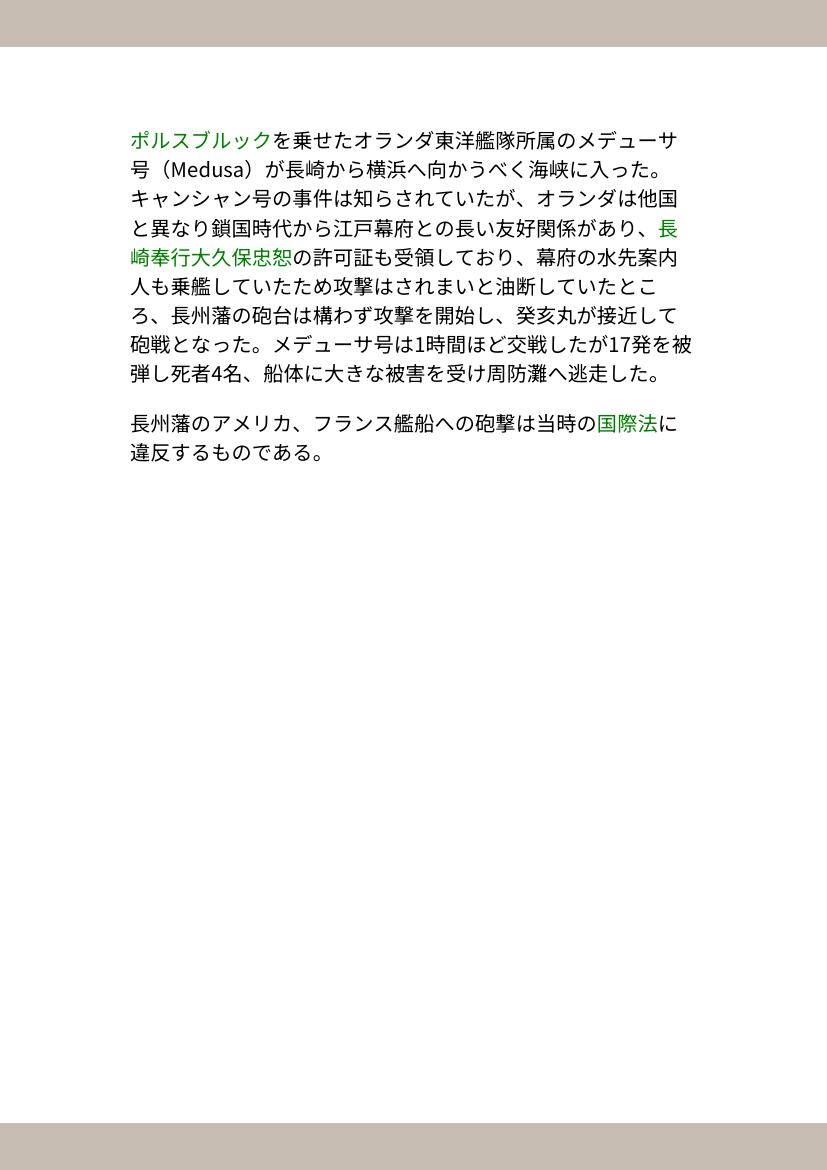 ポルスブルックを乗せたオランダ東洋艦隊所属のメデューサ
号（Medusa）が長崎から横浜へ向かうべく海峡に入った。
キャンシャン号の事件は知らされていたが、オランダは他国
と異なり鎖国時代から江戸幕府との長い友好関係があり、長
崎奉行大久保忠恕の許可証も受領しており、幕府の水先案内
人も乗艦していたため攻撃はされまいと油断していたとこ
ろ、長州藩の砲台は構わず攻撃を開始し、癸亥丸が接近して
砲戦となった。メデューサ号は1時間ほど交戦したが17発を被
弾し死者4名、船体に大きな被害を受け周防灘へ逃走した。
長州藩のアメリカ、フランス艦船への砲撃は当時の国際法に
違反するものである。